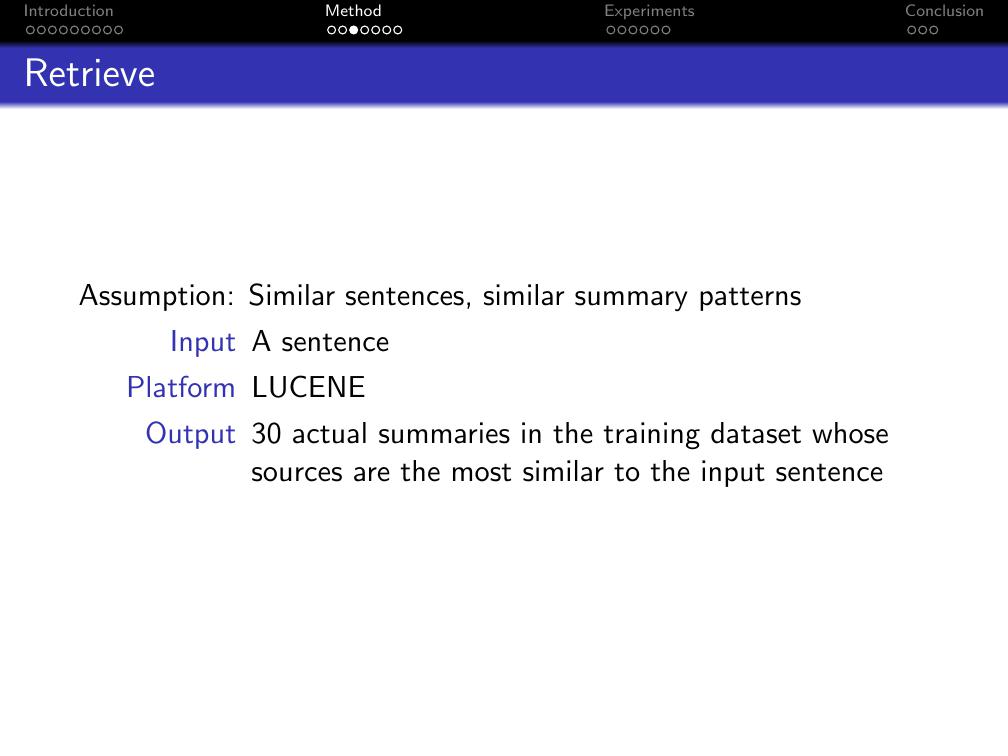 Introduction Method Experiments Conclusion
Retrieve
Assumption: Similar sentences, similar summary patterns
Input A sentence
Platform LUCENE
Output 30 actual summaries in the training dataset whose
sources are the most similar to the input sentence